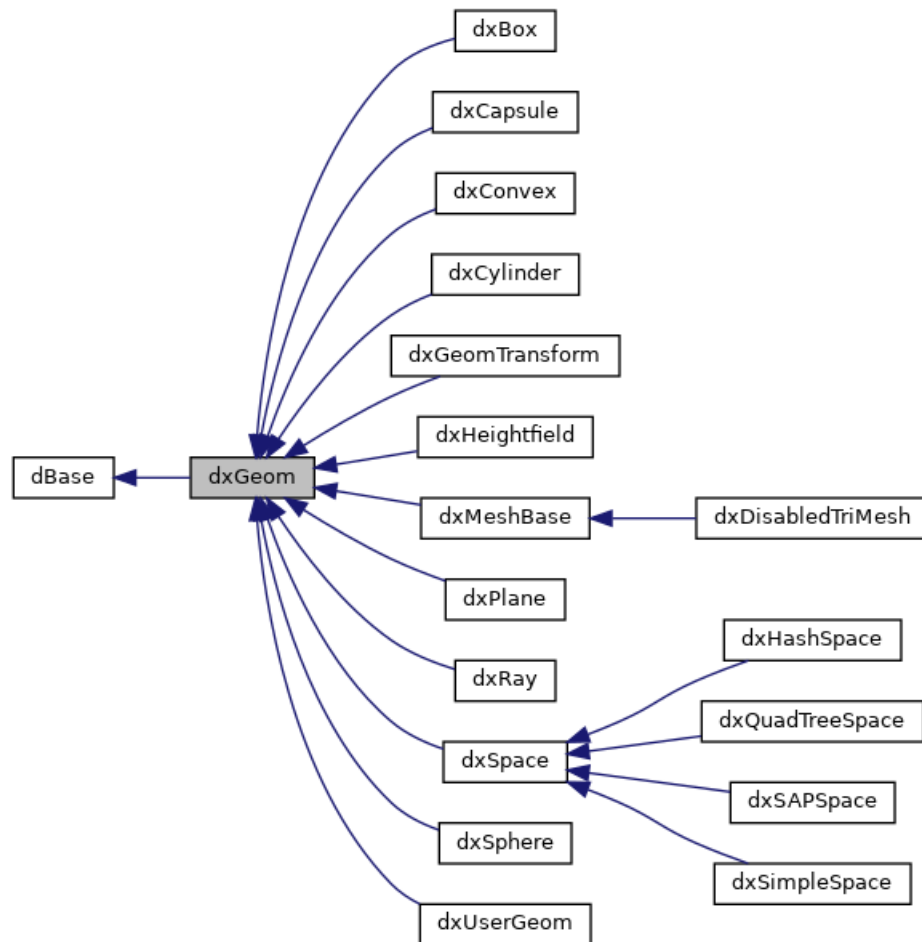 dxBox
dxCapsule
dxConvex
dxCylinder
dxGeomTransform
dxHeightfield
dBase
dxGeom
dxMeshBase
dxDisabledTriMesh
dxPlane
dxHashSpace
dxRay
dxQuadTreeSpace
dxSpace
dxSAPSpace
dxSphere
dxSimpleSpace
dxUserGeom